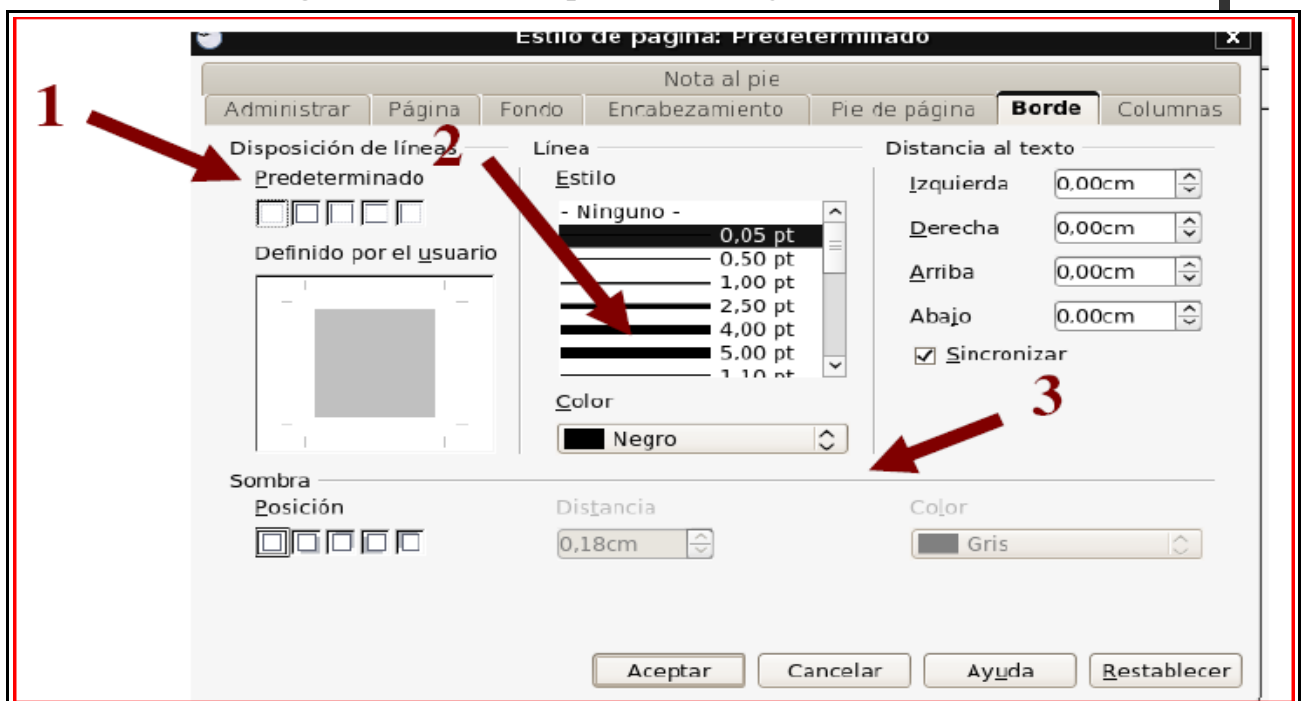 Estilo de página: Predeterminado
Nota al pie
Administrar Página Fondo Encabezamiento Pie de página Borde Columnas
1
2
Disposición de líneas Línea Distancia al texto
Predeterminado Estilo Izquierda 0,00cm
- Ninguno -
0,05 pt
Derecha 0,00cm
Definido por el usuario
0,50 pt
1,00 pt
Arriba 0,00cm
2,50 pt
4,00 pt
Abajo 0,00cm
5,00 pt
Sincronizar
1,10 pt
3
Color
Negro
Sombra
Posición Distancia Color
0,18cm Gris
Aceptar Cancelar Ayuda Restablecer